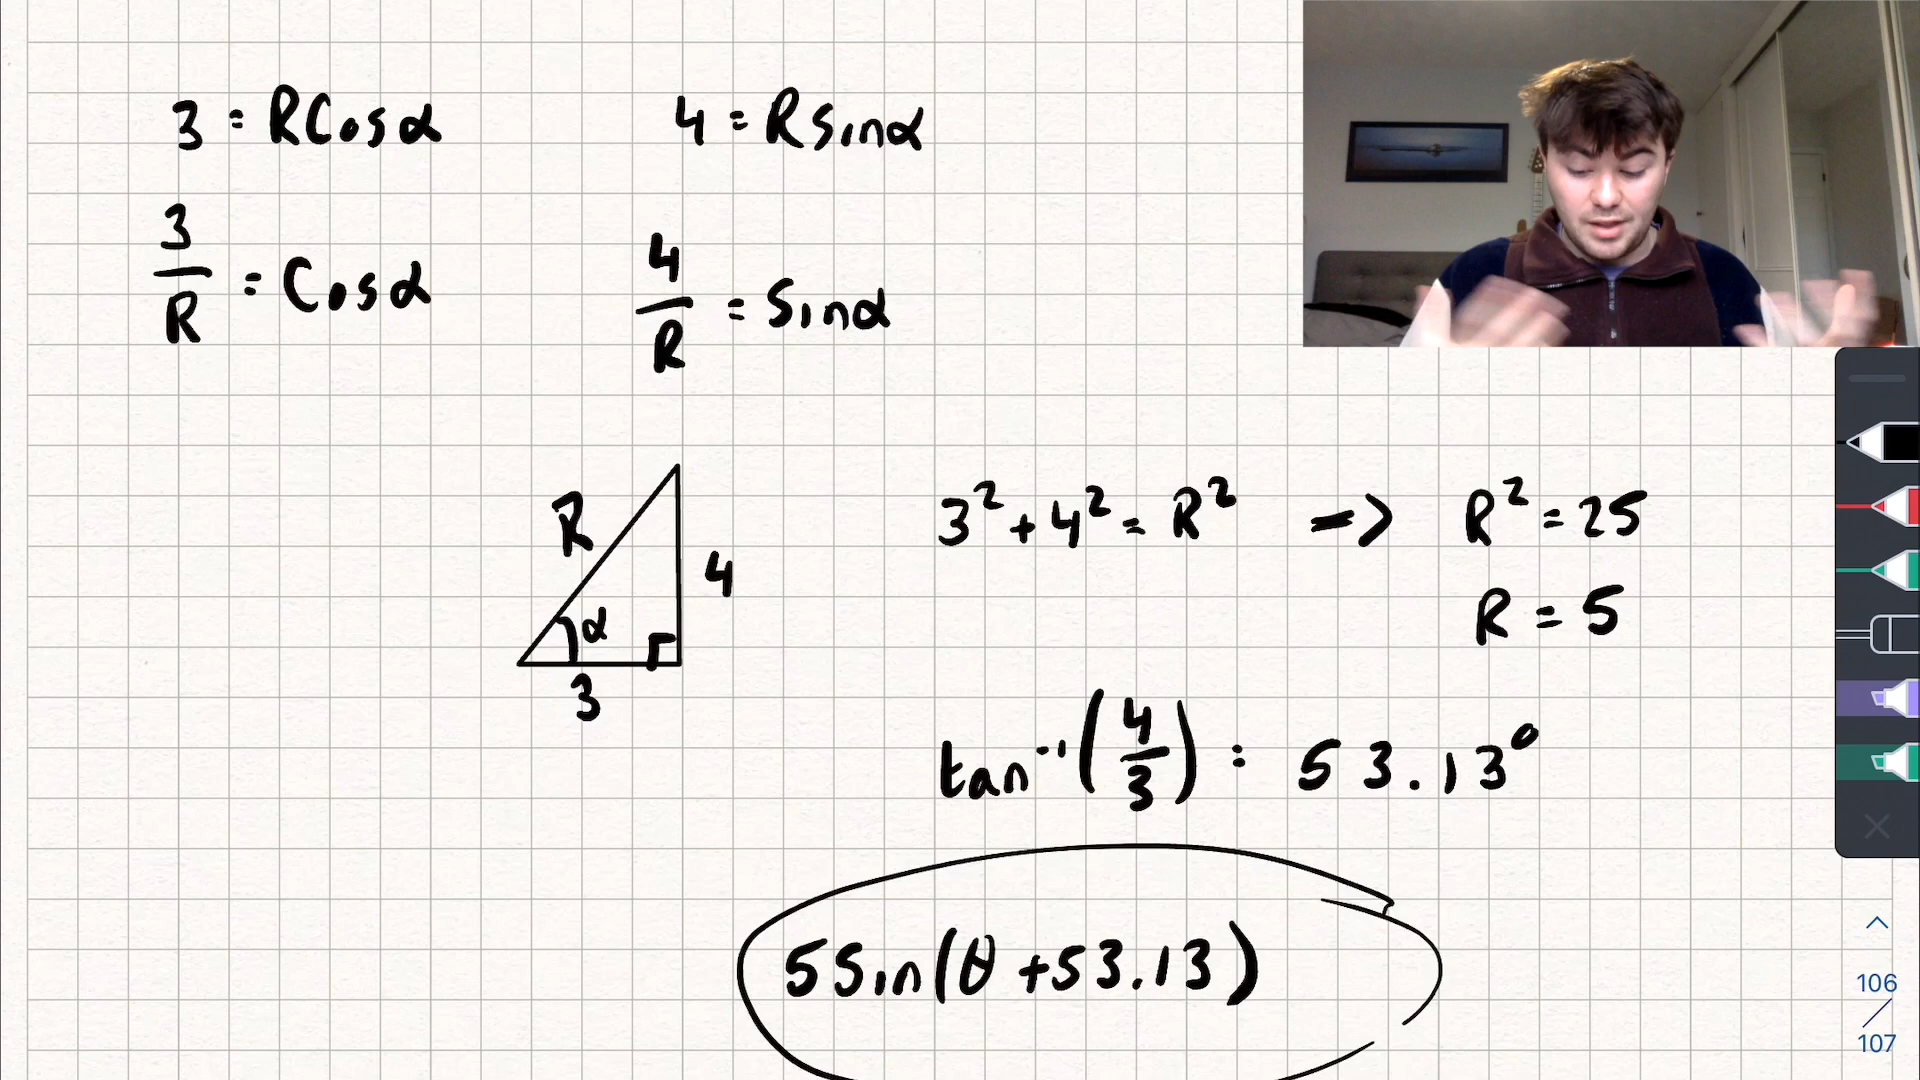 3 = RCosα
4 = Rsinα
3/R = Cosα
4/R = Sinα
R
4
α
3
3² + 4² = R² => R² = 25
R = 5
tan⁻¹(4/3) = 53.13°
5Sin(θ + 53.13)
106
/
107